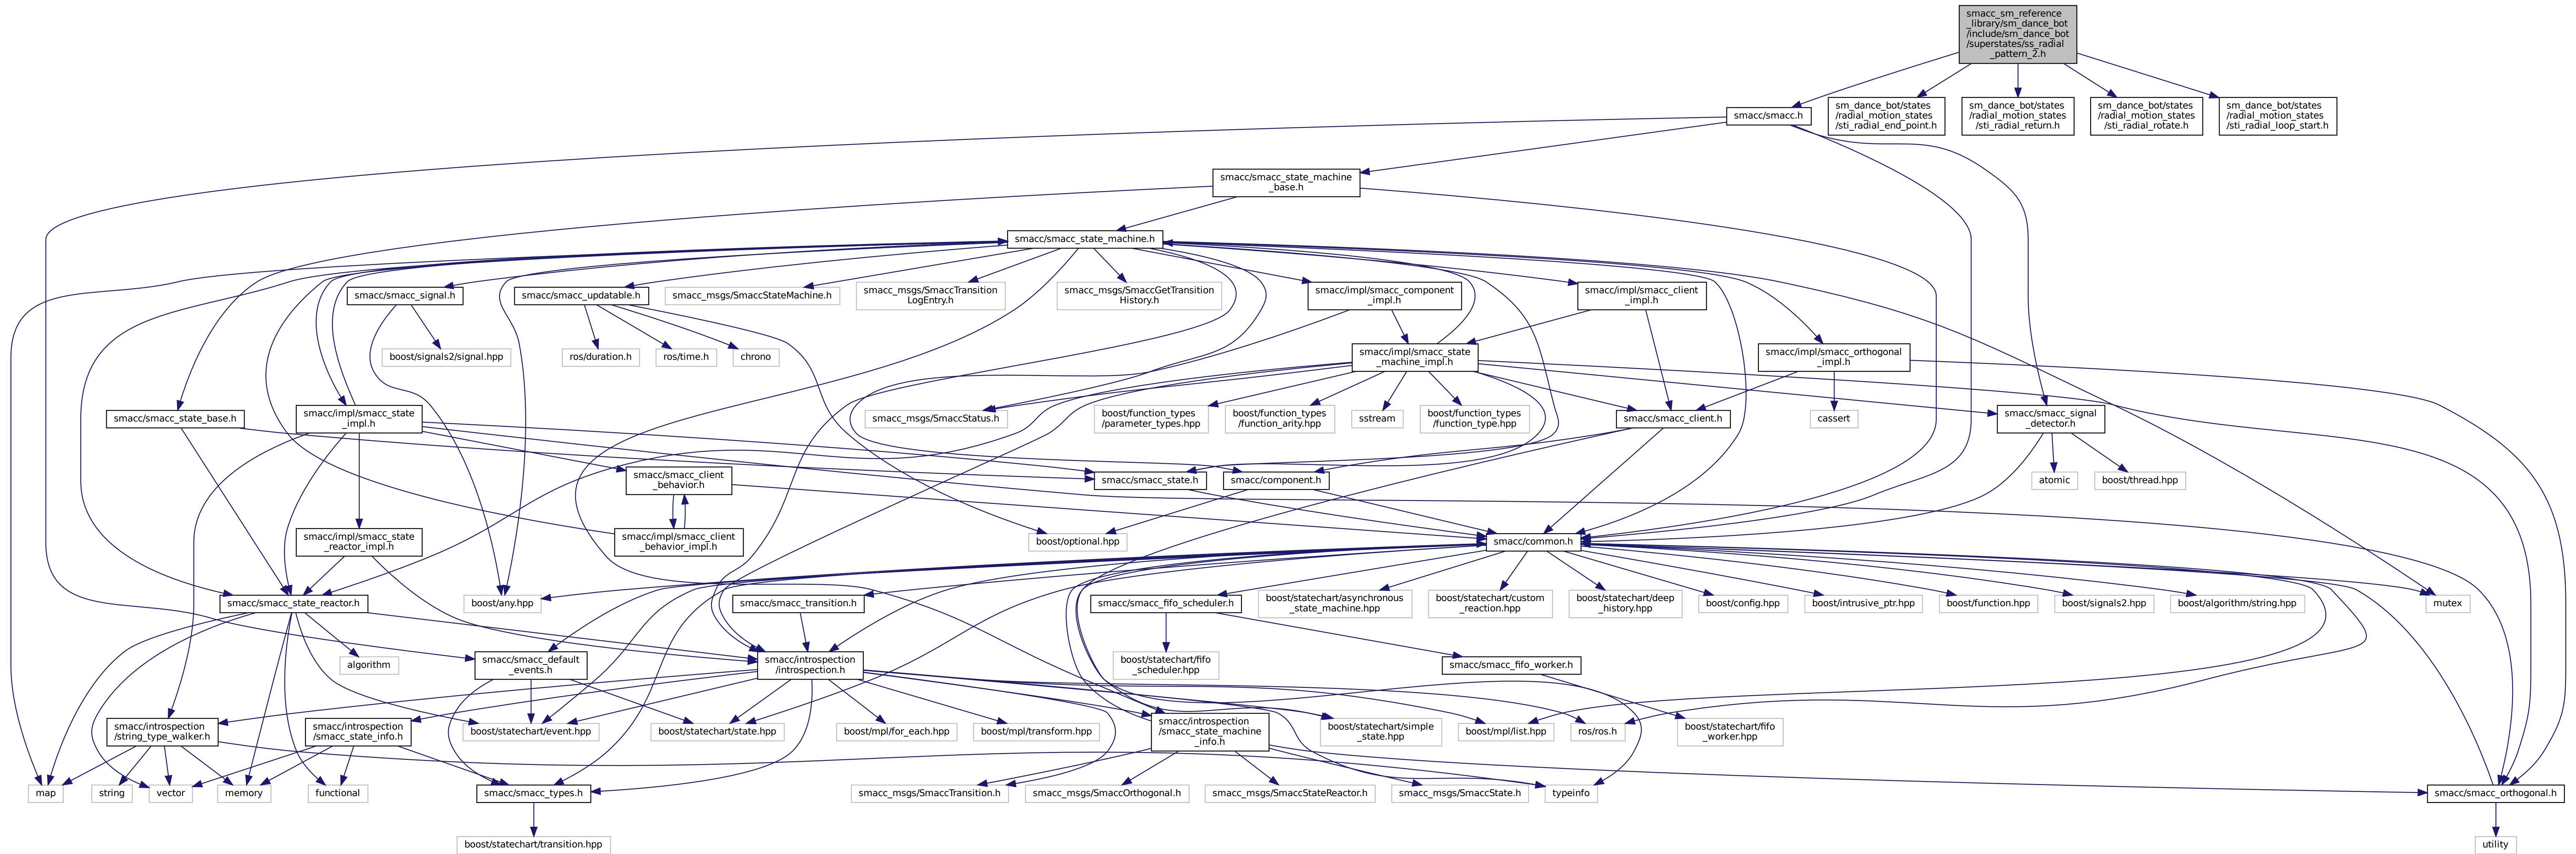 smacc_sm_reference
_library/sm_dance_bot
/include/sm_dance_bot
/superstates/ss_radial
_pattern_2.h
smacc/smacc.h
sm_dance_bot/states
/radial_motion_states
/sti_radial_end_point.h
sm_dance_bot/states
/radial_motion_states
/sti_radial_return.h
sm_dance_bot/states
/radial_motion_states
/sti_radial_rotate.h
sm_dance_bot/states
/radial_motion_states
/sti_radial_loop_start.h
smacc/smacc_state_machine
_base.h
smacc/smacc_state_machine.h
smacc/smacc_signal.h
smacc/smacc_updatable.h
smacc_msgs/SmaccStateMachine.h
smacc_msgs/SmaccTransition
LogEntry.h
smacc_msgs/SmaccGetTransition
History.h
smacc/impl/smacc_component
_impl.h
smacc/impl/smacc_client
_impl.h
boost/signals2/signal.hpp
ros/duration.h
ros/time.h
chrono
smacc/impl/smacc_state
_machine_impl.h
smacc/impl/smacc_orthogonal
_impl.h
smacc/smacc_state_base.h
smacc/impl/smacc_state
_impl.h
smacc_msgs/SmaccStatus.h
boost/function_types
/parameter_types.hpp
boost/function_types
/function_arity.hpp
sstream
boost/function_types
/function_type.hpp
smacc/smacc_client.h
cassert
smacc/smacc_signal
_detector.h
smacc/smacc_client
_behavior.h
smacc/smacc_state.h
smacc/component.h
atomic
boost/thread.hpp
smacc/impl/smacc_state
_reactor_impl.h
smacc/impl/smacc_client
_behavior_impl.h
boost/optional.hpp
smacc/common.h
smacc/smacc_state_reactor.h
boost/any.hpp
smacc/smacc_transition.h
smacc/smacc_fifo_scheduler.h
boost/statechart/asynchronous
_state_machine.hpp
boost/statechart/custom
_reaction.hpp
boost/statechart/deep
_history.hpp
boost/config.hpp
boost/intrusive_ptr.hpp
boost/function.hpp
boost/signals2.hpp
boost/algorithm/string.hpp
mutex
algorithm
smacc/smacc_default
_events.h
smacc/introspection
/introspection.h
boost/statechart/fifo
_scheduler.hpp
smacc/smacc_fifo_worker.h
smacc/introspection
/string_type_walker.h
smacc/introspection
/smacc_state_info.h
boost/statechart/event.hpp
boost/statechart/state.hpp
boost/mpl/for_each.hpp
boost/mpl/transform.hpp
smacc/introspection
/smacc_state_machine
_info.h
boost/statechart/simple
_state.hpp
boost/mpl/list.hpp
ros/ros.h
boost/statechart/fifo
_worker.hpp
map
string
vector
memory
functional
smacc/smacc_types.h
smacc_msgs/SmaccTransition.h
smacc_msgs/SmaccOrthogonal.h
smacc_msgs/SmaccStateReactor.h
smacc_msgs/SmaccState.h
typeinfo
smacc/smacc_orthogonal.h
boost/statechart/transition.hpp
utility